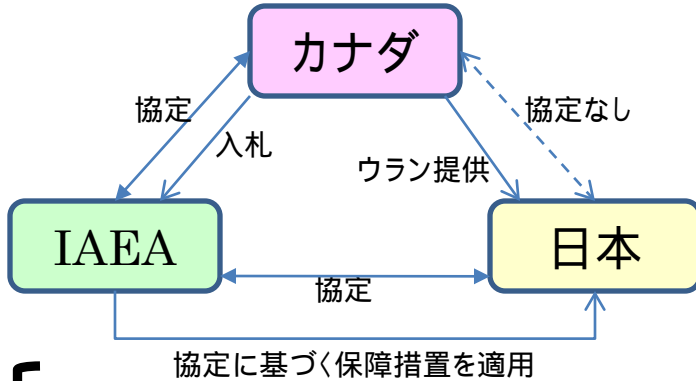 カナダ
協定
協定なし
入札
ウラン提供
IAEA
日本
協定
協定に基づく保障措置を適用